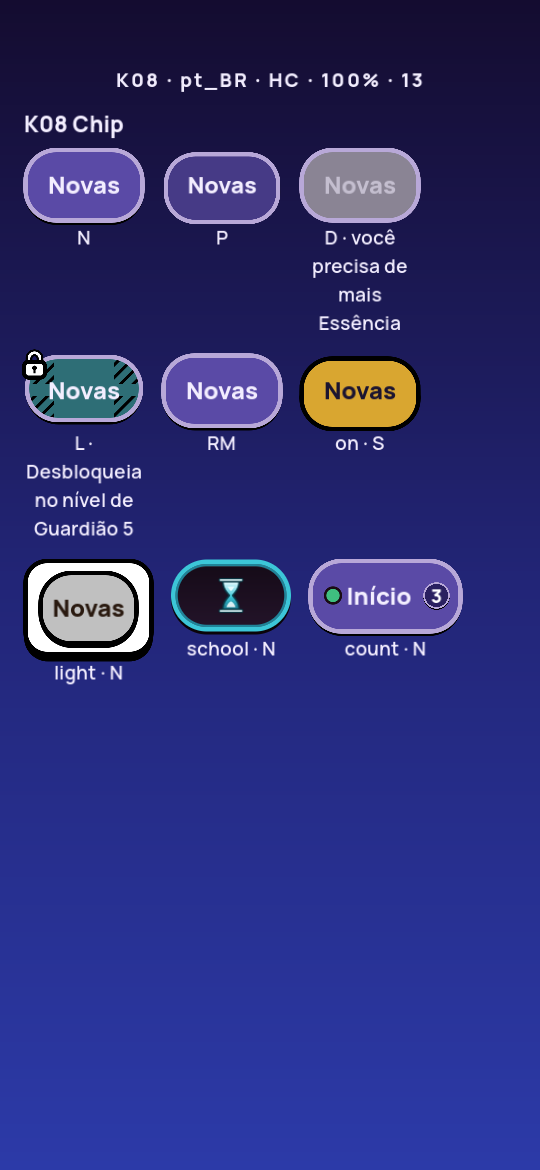 K08 · pt_BR · HC · 100% · 13
K08 Chip
Novas
Novas
Novas
N
P
D · você
precisa de
mais
Essência
Novas
Novas
Novas
L ·
Desbloqueia
no nível de
Guardião 5
RM
on · S
Novas
Início 3
light · N
school · N
count · N